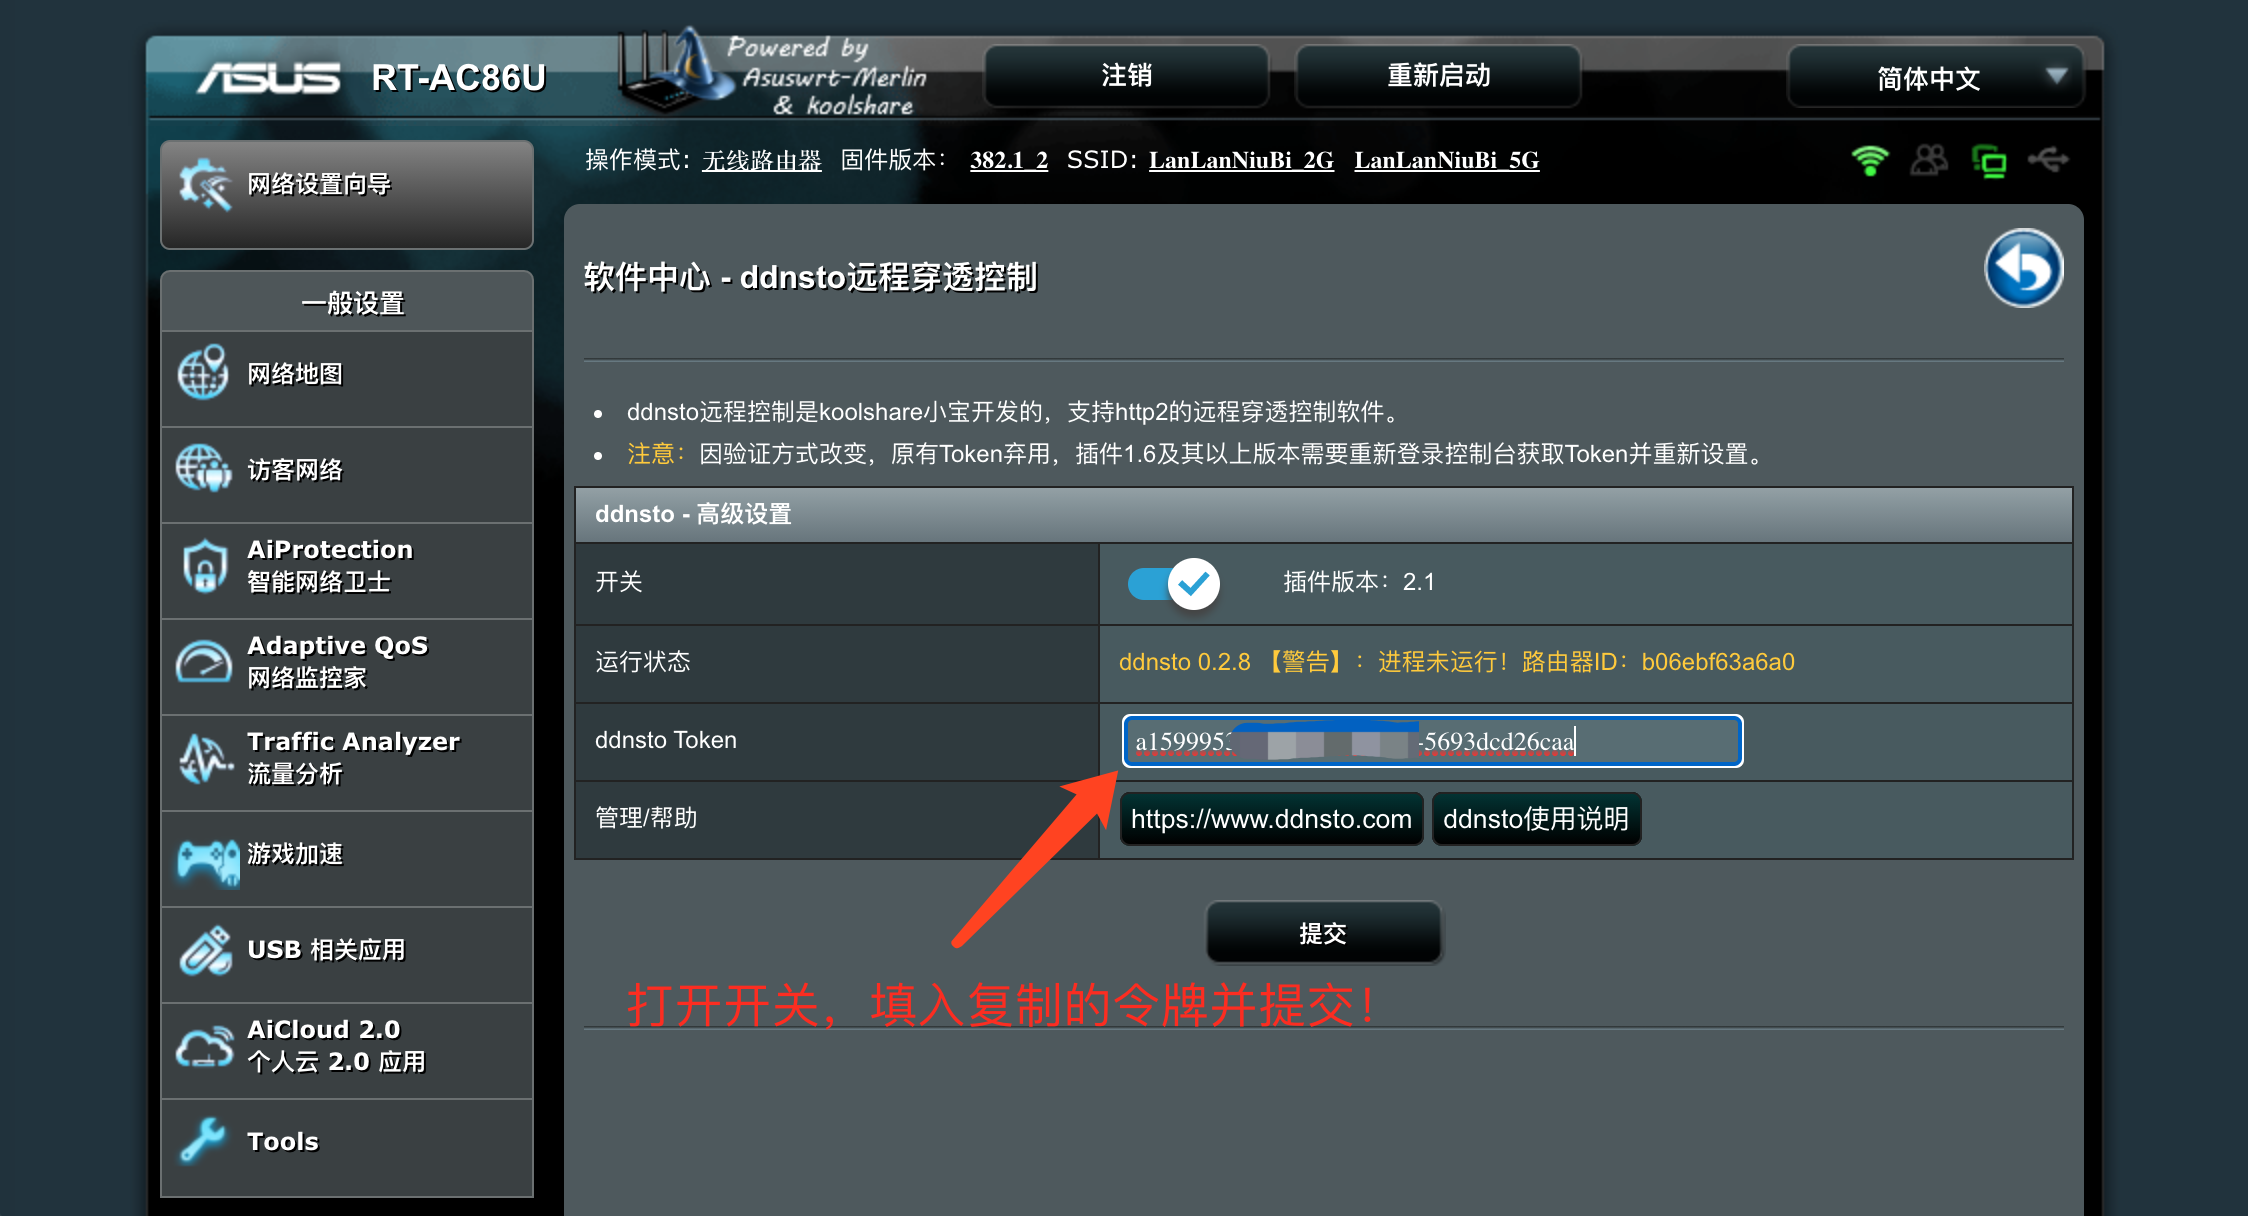 ASUS RT-AC86U
Powered by
Asuswrt-Merlin
& koolshare
注销
重新启动
简体中文
操作模式: 无线路由器 固件版本: 382.1_2 SSID: LanLanNiuBi_2G LanLanNiuBi_5G
网络设置向导
一般设置
网络地图
访客网络
AiProtection
智能网络卫士
Adaptive QoS
网络监控家
Traffic Analyzer
流量分析
游戏加速
USB 相关应用
AiCloud 2.0
个人云 2.0 应用
Tools
软件中心 - ddnsto远程穿透控制
ddnsto远程控制是koolshare小宝开发的，支持http2的远程穿透控制软件。
注意：因验证方式改变，原有Token弃用，插件1.6及其以上版本需要重新登录控制台获取Token并重新设置。
ddnsto - 高级设置
开关
插件版本：2.1
运行状态
ddnsto 0.2.8 【警告】：进程未运行！路由器ID：b06ebf63a6a0
ddnsto Token
a1599953 -5693dcd26caa
管理/帮助
https://www.ddnsto.com
ddnsto使用说明
提交
打开开关，填入复制的令牌并提交！